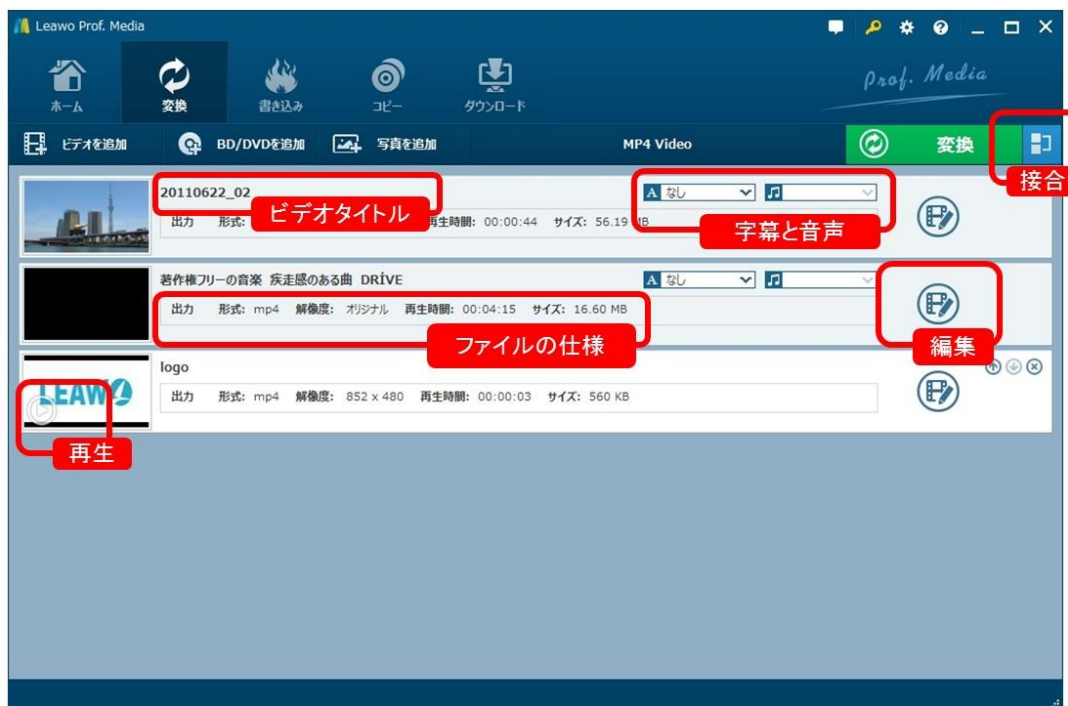 Leawo Prof. Media
ホーム
変換
書き込み
コピー
ダウンロード
Prof. Media
ビデオを追加
BD/DVDを追加
写真を追加
MP4 Video
変換
接合
20110622_02
A なし
ビデオタイトル
字幕と音声
出力 形式: 再生時間: 00:00:44 サイズ: 56.19 MB
著作権フリーの音楽 疾走感のある曲 DRİVE
A なし
出力 形式: mp4 解像度: オリジナル 再生時間: 00:04:15 サイズ: 16.60 MB
ファイルの仕様
編集
logo
LEAWO
出力 形式: mp4 解像度: 852 x 480 再生時間: 00:00:03 サイズ: 560 KB
再生